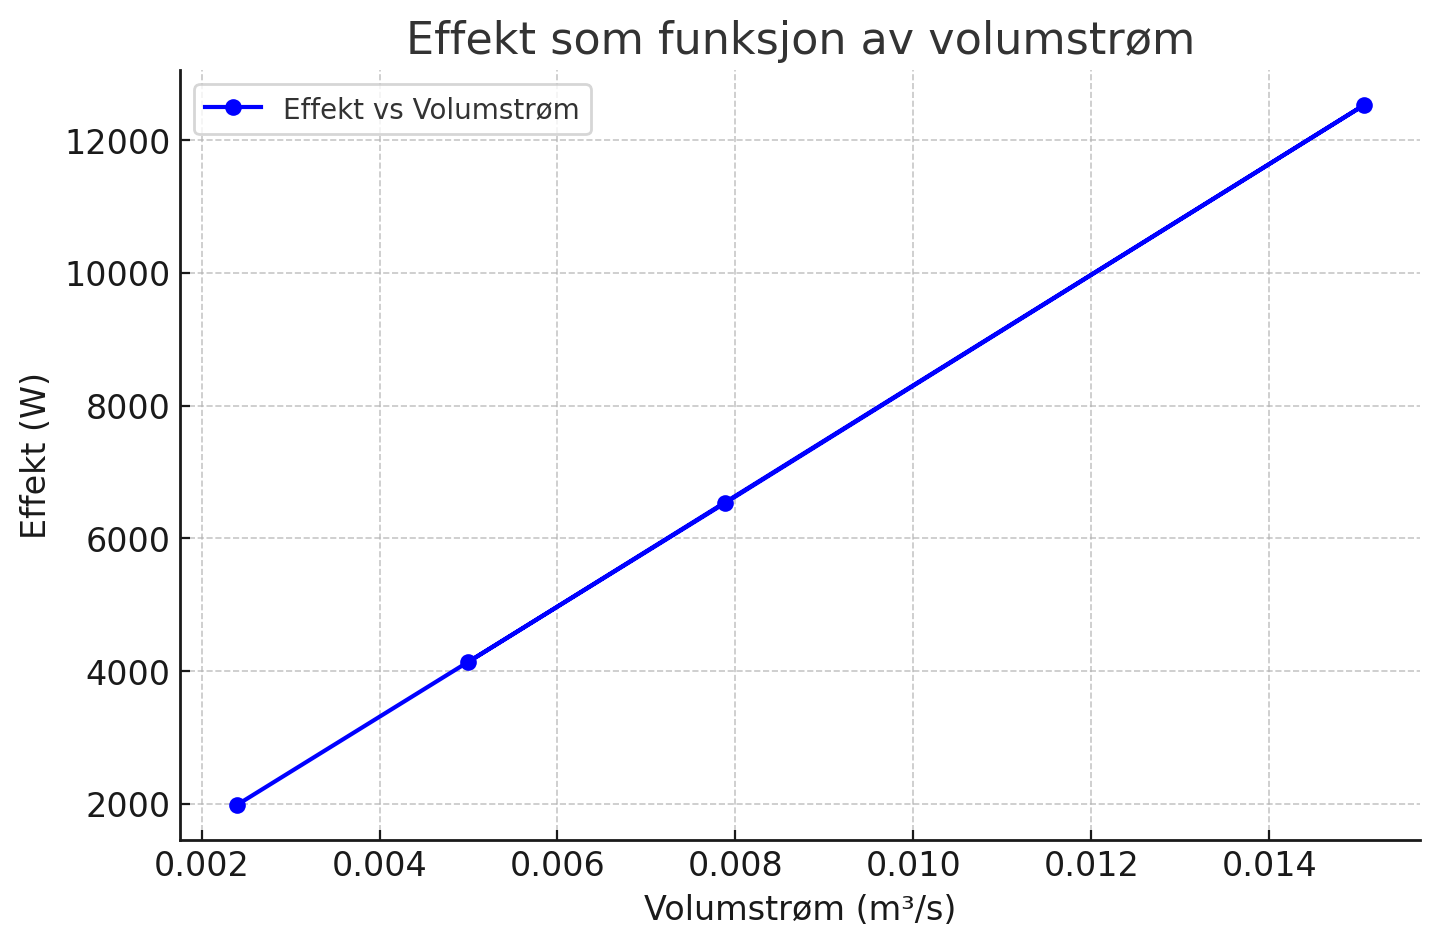 Effekt som funksjon av volumstrøm
Effekt vs Volumstrøm
12000
10000
8000
6000
4000
2000
Effekt (W)
0.002 0.004 0.006 0.008 0.010 0.012 0.014
Volumstrøm (m³/s)